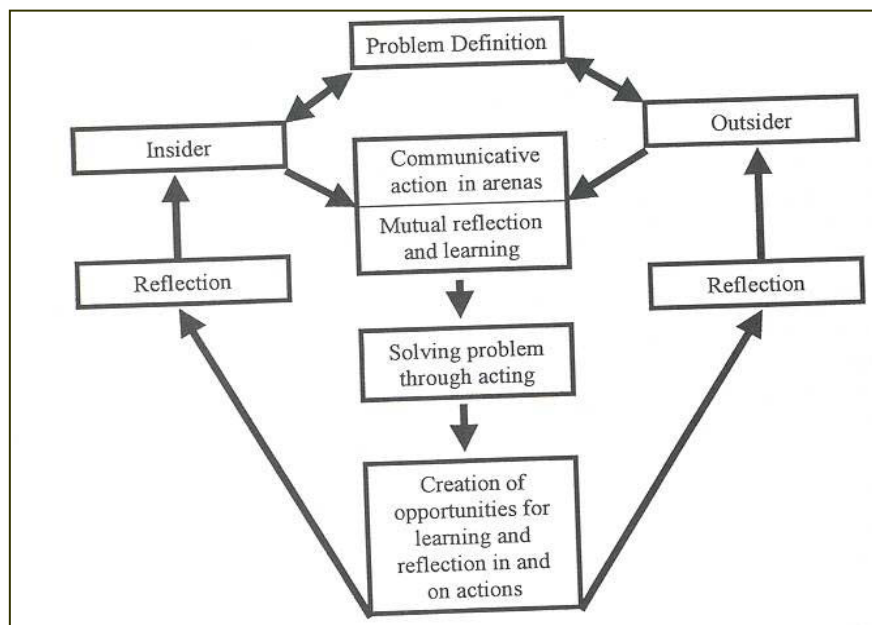 Problem Definition
Insider
Outsider
Communicative
action in arenas
Mutual reflection
and learning
Reflection
Reflection
Solving problem
through acting
Creation of
opportunities for
learning and
reflection in and
on actions